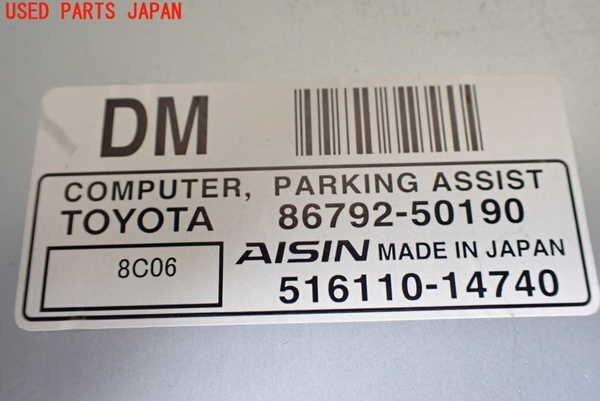 USED PARTS JAPAN
DM
COMPUTER, PARKING ASSIST
TOYOTA 86792-50190
8C06
AISIN MADE IN JAPAN
516110-14740